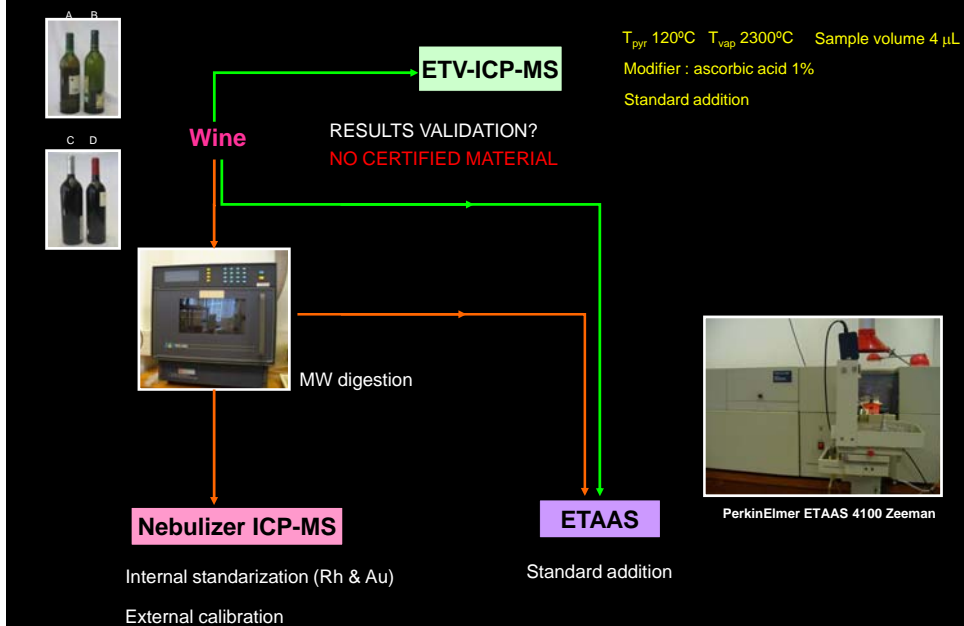 A B
ETV-ICP-MS
T_pyr 120ºC T_vap 2300ºC Sample volume 4 µL
Modifier : ascorbic acid 1%
Standard addition
Wine
RESULTS VALIDATION?
NO CERTIFIED MATERIAL
C D
MW digestion
PerkinElmer ETAAS 4100 Zeeman
Nebulizer ICP-MS
ETAAS
Internal standarization (Rh & Au)
Standard addition
External calibration